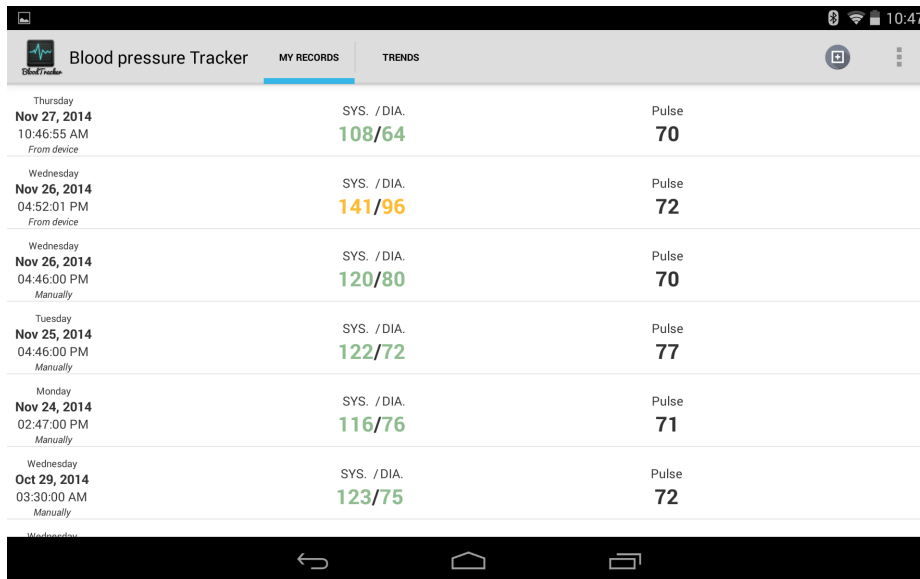 10:47
BloodTracker
Blood pressure Tracker
MY RECORDS
TRENDS
Thursday
Nov 27, 2014
10:46:55 AM
From device
SYS. / DIA.
108/64
Pulse
70
Wednesday
Nov 26, 2014
04:52:01 PM
From device
SYS. / DIA.
141/96
Pulse
72
Wednesday
Nov 26, 2014
04:46:00 PM
Manually
SYS. / DIA.
120/80
Pulse
70
Tuesday
Nov 25, 2014
04:46:00 PM
Manually
SYS. / DIA.
122/72
Pulse
77
Monday
Nov 24, 2014
02:47:00 PM
Manually
SYS. / DIA.
116/76
Pulse
71
Wednesday
Oct 29, 2014
03:30:00 AM
Manually
SYS. / DIA.
123/75
Pulse
72
Wednesday